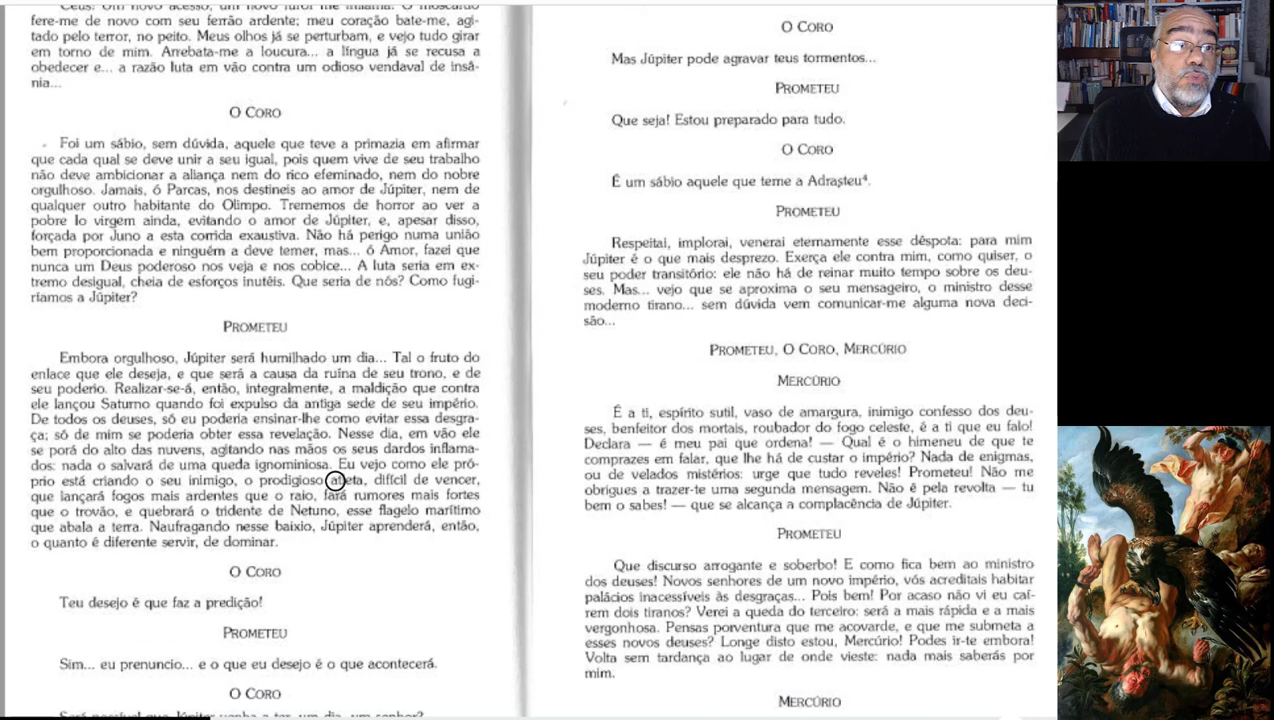 Céus! Um novo acesso, um novo furor me inflama! O moscardo
fere-me de novo com seu ferrão ardente; meu coração bate-me, agi-
tado pelo terror, no peito. Meus olhos já se perturbam, e vejo tudo girar
em torno de mim. Arrebata-me a loucura... a língua já se recusa a
obedecer e... a razão luta em vão contra um odioso vendaval de insâ-
nia...
O CORO
Foi um sábio, sem dúvida, aquele que teve a primazia em afirmar
que cada qual se deve unir a seu igual, pois quem vive de seu trabalho
não deve ambicionar a aliança nem do rico efeminado, nem do nobre
orgulhoso. Jamais, ó Parcas, nos destineis ao amor de Júpiter, nem de
qualquer outro habitante do Olimpo. Trememos de horror ao ver a
pobre Io virgem ainda, evitando o amor de Júpiter, e, apesar disso,
forçada por Juno a esta corrida exaustiva. Não há perigo numa união
bem proporcionada e ninguém a deve temer, mas... ó Amor, fazei que
nunca um Deus poderoso nos veja e nos cobice... A luta seria em ex-
tremo desigual, cheia de esforços inutêis. Que seria de nós? Como fugi-
ríamos a Júpiter?
PROMETEU
Embora orgulhoso, Júpiter será humilhado um dia... Tal o fruto do
enlace que ele deseja, e que será a causa da ruína de seu trono, e de
seu poderio. Realizar-se-á, então, integralmente, a maldição que contra
ele lançou Saturno quando foi expulso da antiga sede de seu império.
De todos os deuses, só eu poderia ensinar-lhe como evitar essa desgra-
ça; só de mim se poderia obter essa revelação. Nesse dia, em vão ele
se porá do alto das nuvens, agitando nas mãos os seus dardos inflama-
dos: nada o salvará de uma queda ignominiosa. Eu vejo como ele pró-
prio está criando o seu inimigo, o prodigioso atleta, difícil de vencer,
que lançará fogos mais ardentes que o raio, fará rumores mais fortes
que o trovão, e quebrará o tridente de Netuno, esse flagelo marítimo
que abala a terra. Naufragando nesse baixio, Júpiter aprenderá, então,
o quanto é diferente servir, de dominar.
O CORO
Teu desejo é que faz a predição!
PROMETEU
Sim... eu prenuncio... e o que eu desejo é o que acontecerá.
O CORO
Será possível que Júpiter venha a ter, um dia, um senhor?
O CORO
Mas Júpiter pode agravar teus tormentos...
PROMETEU
Que seja! Estou preparado para tudo.
O CORO
É um sábio aquele que teme a Adrasteu⁴.
PROMETEU
Respeitai, implorai, venerai eternamente esse déspota: para mim
Júpiter é o que mais desprezo. Exerça ele contra mim, como quiser, o
seu poder transitório: ele não há de reinar muito tempo sobre os deu-
ses. Mas... vejo que se aproxima o seu mensageiro, o ministro desse
moderno tirano... sem dúvida vem comunicar-me alguma nova deci-
são...
PROMETEU, O CORO, MERCÚRIO
MERCÚRIO
É a ti, espírito sutil, vaso de amargura, inimigo confesso dos deu-
ses, benfeitor dos mortais, roubador do fogo celeste, é a ti que eu falo!
Declara — é meu pai que ordena! — Qual é o himeneu de que te
comprazes em falar, que lhe há de custar o império? Nada de enigmas,
ou de velados mistérios: urge que tudo reveles! Prometeu! Não me
obrigues a trazer-te uma segunda mensagem. Não é pela revolta — tu
bem o sabes! — que se alcança a complacência de Júpiter.
PROMETEU
Que discurso arrogante e soberbo! E como fica bem ao ministro
dos deuses! Novos senhores de um novo império, vós acreditais habitar
palácios inacessíveis às desgraças... Pois bem! Por acaso não vi eu caí-
rem dois tiranos? Verei a queda do terceiro: será a mais rápida e a mais
vergonhosa. Pensas porventura que me acovarde, e que me submeta a
esses novos deuses? Longe disto estou, Mercúrio! Podes ir-te embora!
Volta sem tardança ao lugar de onde vieste: nada mais saberás por
mim.
MERCÚRIO